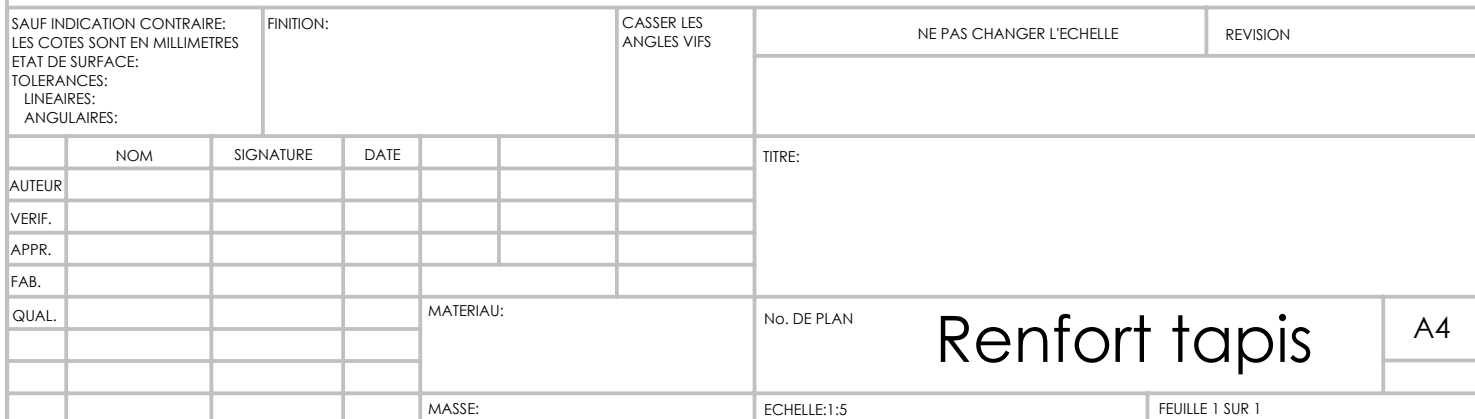 SAUF INDICATION CONTRAIRE:
LES COTES SONT EN MILLIMETRES
ETAT DE SURFACE:
TOLERANCES:
LINEAIRES:
ANGULAIRES:
FINITION:
CASSER LES
ANGLES VIFS
NE PAS CHANGER L'ECHELLE
REVISION
NOM SIGNATURE DATE
TITRE:
AUTEUR
VERIF.
APPR.
FAB.
QUAL.
MATERIAU:
No. DE PLAN
Renfort tapis
A4
MASSE:
ECHELLE:1:5
FEUILLE 1 SUR 1